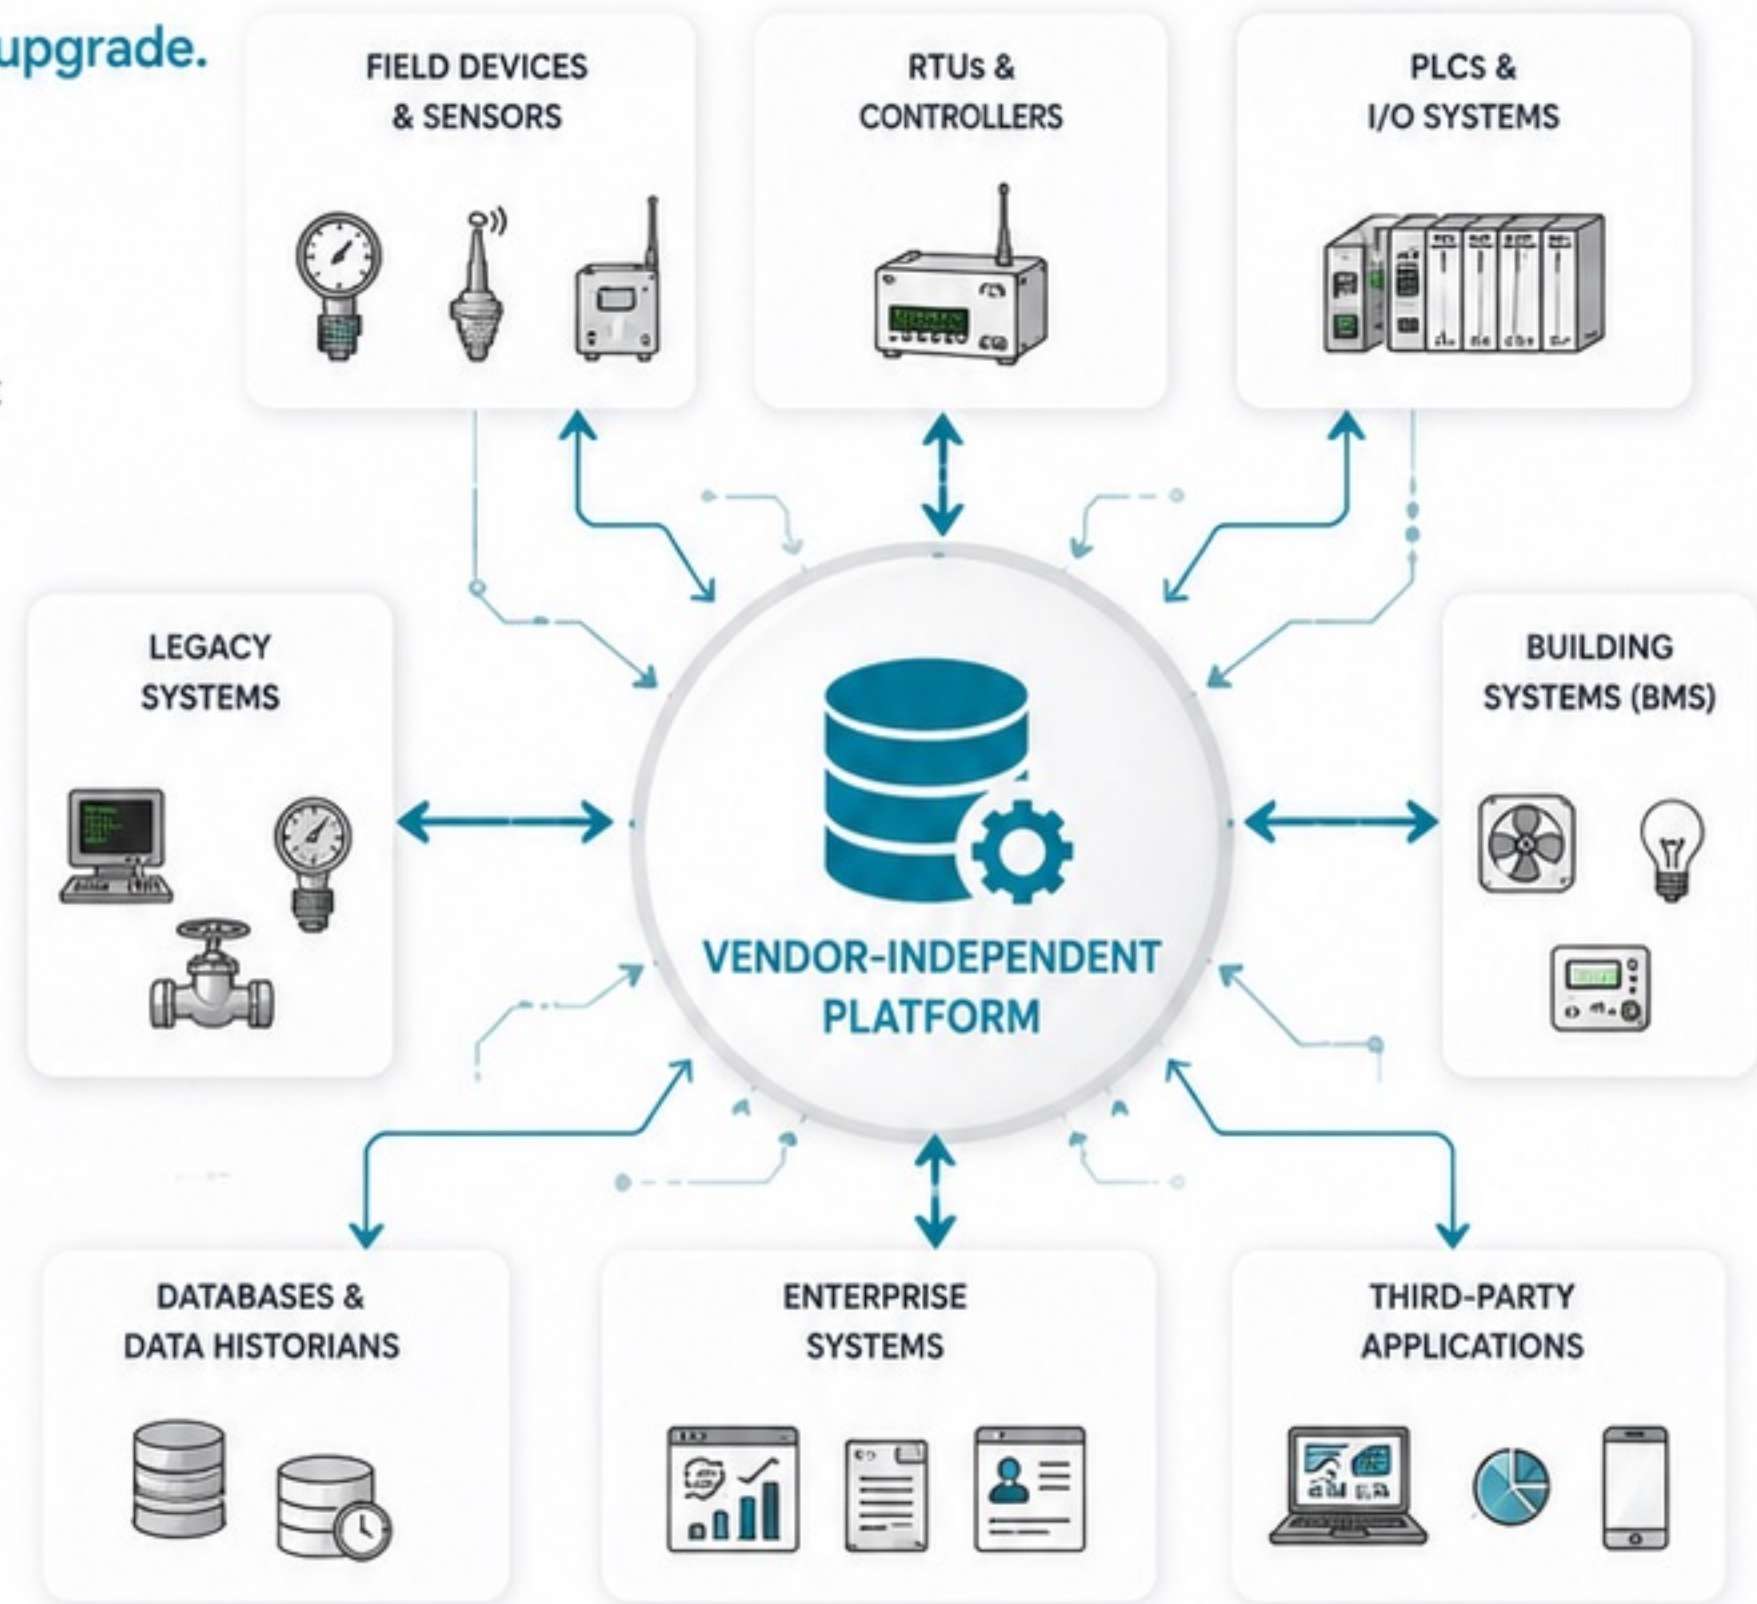 upgrade.
FIELD DEVICES
& SENSORS
RTUs &
CONTROLLERS
PLCs &
I/O SYSTEMS
LEGACY
SYSTEMS
BUILDING
SYSTEMS (BMS)
VENDOR-INDEPENDENT
PLATFORM
DATABASES &
DATA HISTORIANS
ENTERPRISE
SYSTEMS
THIRD-PARTY
APPLICATIONS